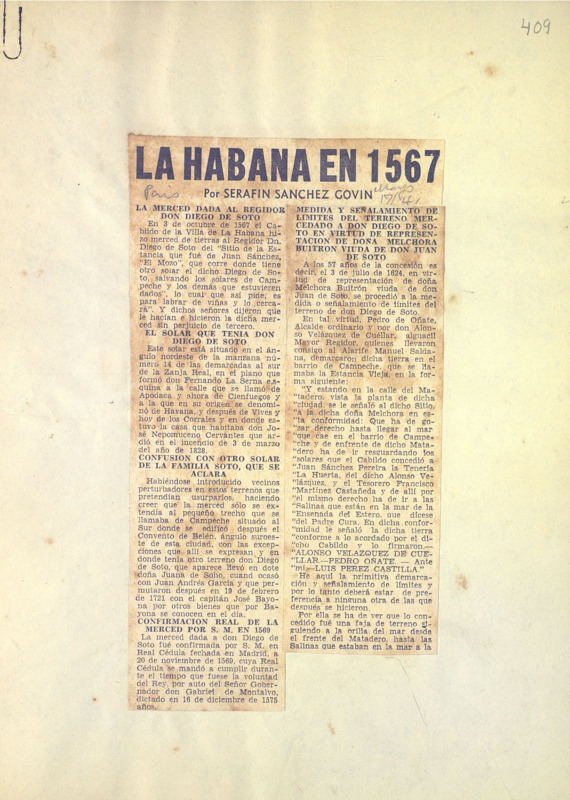 409
LA HABANA EN 1567
País
Por SERAFIN SANCHEZ GOVIN
Mayo
LA MERCED DADA AL REGIDOR
DON DIEGO DE SOTO
En 3 de octubre de 1567 el Ca-
bildo de la Villa de La Habana hi-
zo merced de tierras al Regidor Dn.
Diego de Soto del "Sitio de la Es-
tancia que fué de Juan Sánchez,
"El Mozo", que corre donde tiene
otro solar el dicho Diego de So-
to, salvando los solares de Cam-
peche y los demás que estuvieren
dados", lo cual que así pide, es
para labrar de viñas y lo cerca-
rá". Y dichos señores dijeron que
le hacían e hicieron la dicha mer-
ced sin perjuicio de tercero.
EL SOLAR QUE TENIA DON
DIEGO DE SOTO
Este solar está situado en el án-
gulo nordeste de la manzana nú-
mero 14 de las demarcadas al sur
de la Zanja Real, en el plano que
formó don Fernando La Serna es-
quina a la calle que se llamó de
Apodaca y ahora de Cienfuegos y
a la que en su origen se denomi-
nó de Havana, y después de Vives y
hoy de los Corrales y en donde es-
tuvo la casa que habitaba don Jo-
sé Nepomuceno Cervantes que ar-
dió en el incendio de 3 de marzo
del año de 1828.
CONFUSION CON OTRO SOLAR
DE LA FAMILIA SOTO, QUE SE
ACLARA
Habiéndose introducido vecinos
perturbadores en estos terrenos que
pretendían usurparlos, haciendo
creer que la merced sólo se ex-
tendía al pequeño trecho que se
llamaba de Campeche situado al
Sur donde se edificó después el
Convento de Belén, ángulo suroes-
te de esta ciudad, con las excep-
ciones que allí se expresan, y en
donde tenía otro terreno don Diego
de Soto, que aparece llevó en dote
doña Juana de Soho, cuando casó
con Juan Andrés García y que per-
mutaron después en 19 de febrero
de 1721 con el capitán José Bayo-
na por otros bienes que por Ba-
yona se conocen en el día.
CONFIRMACION REAL DE LA
MERCED POR S. M. EN 1569
La merced dada a don Diego de
Soto fué confirmada por S. M. en
Real Cédula fechada en Madrid, a
20 de noviembre de 1569, cuya Real
Cédula se mandó a cumplir duran-
te el tiempo que fuese la voluntad
del Rey, por auto del Señor Gober-
nador don Gabriel de Montalvo,
dictado en 16 de diciembre de 1575
años.
MEDIDA Y SEÑALAMIENTO DE
LIMITES DEL TERRENO MER-
CEDADO A DON DIEGO DE SO-
TO EN VIRTUD DE REPRESEN-
TACION DE DOÑA MELCHORA
BUITRON VIUDA DE DON JUAN
DE SOTO
A los 57 años de la concesión es
decir, el 3 de julio de 1624, en vir-
tud de representación de doña
Melchora Buitrón viuda de don
Juan de Soto, se procedió a la me-
dida o señalamiento de límites del
terreno de don Diego de Soto.
En tal virtud, Pedro de Oñate,
Alcalde ordinario y por don Alon-
so Velázquez de Cuéllar, alguacil
Mayor Regidor, quienes llevaron
consigo al Alarife Manuel Salda-
na, demarcaron dicha tierra en el
barrio de Campeche, que se lla-
maba la Estancia Vieja, en la for-
ma siguiente:
"Y estando en la calle del Ma-
"tadero, vista la planta de dicha
"ciudad, se le señaló al dicho Sitio,
"a la dicha doña Melchora en es-
"ta conformidad: Que ha de go-
"zar derecho hasta llegar al mar
"que cae en el barrio de Campe-
"che y de enfrente de dicho Mata-
"dero ha de ir resguardando los
"solares que el Cabildo concedió a
"Juan Sánchez Pereira la Tenería
"La Huerta, del dicho Alonso Ve-
"lázquez, y el Tesorero Francisco
"Martínez Castañeda y de allí por
"el mismo derecho ha de ir a las
"Salinas que están en la mar de la
"Ensenada del Estero, que dícese
"del Padre Cura. En dicha confor-
"midad le señaló la dicha tierra
"conforme a lo acordado por el di-
"cho Cabildo y lo firmaron.—
"ALONSO VELAZQUEZ DE CUE-
"LLAR.—PEDRO OÑATE. — Ante
"mí,—LUIS PEREZ CASTILLA."
He aquí la primitiva demarca-
ción y señalamiento de límites y
por lo tanto deberá estar de pre-
ferencia a ninguna otra de las que
después se hicieron.
Por ella se ha de ver que lo con-
cedido fué una faja de terreno si-
guiendo a la orilla del mar desde
el frente del Matadero, hasta las
Salinas que estaban en la mar a la